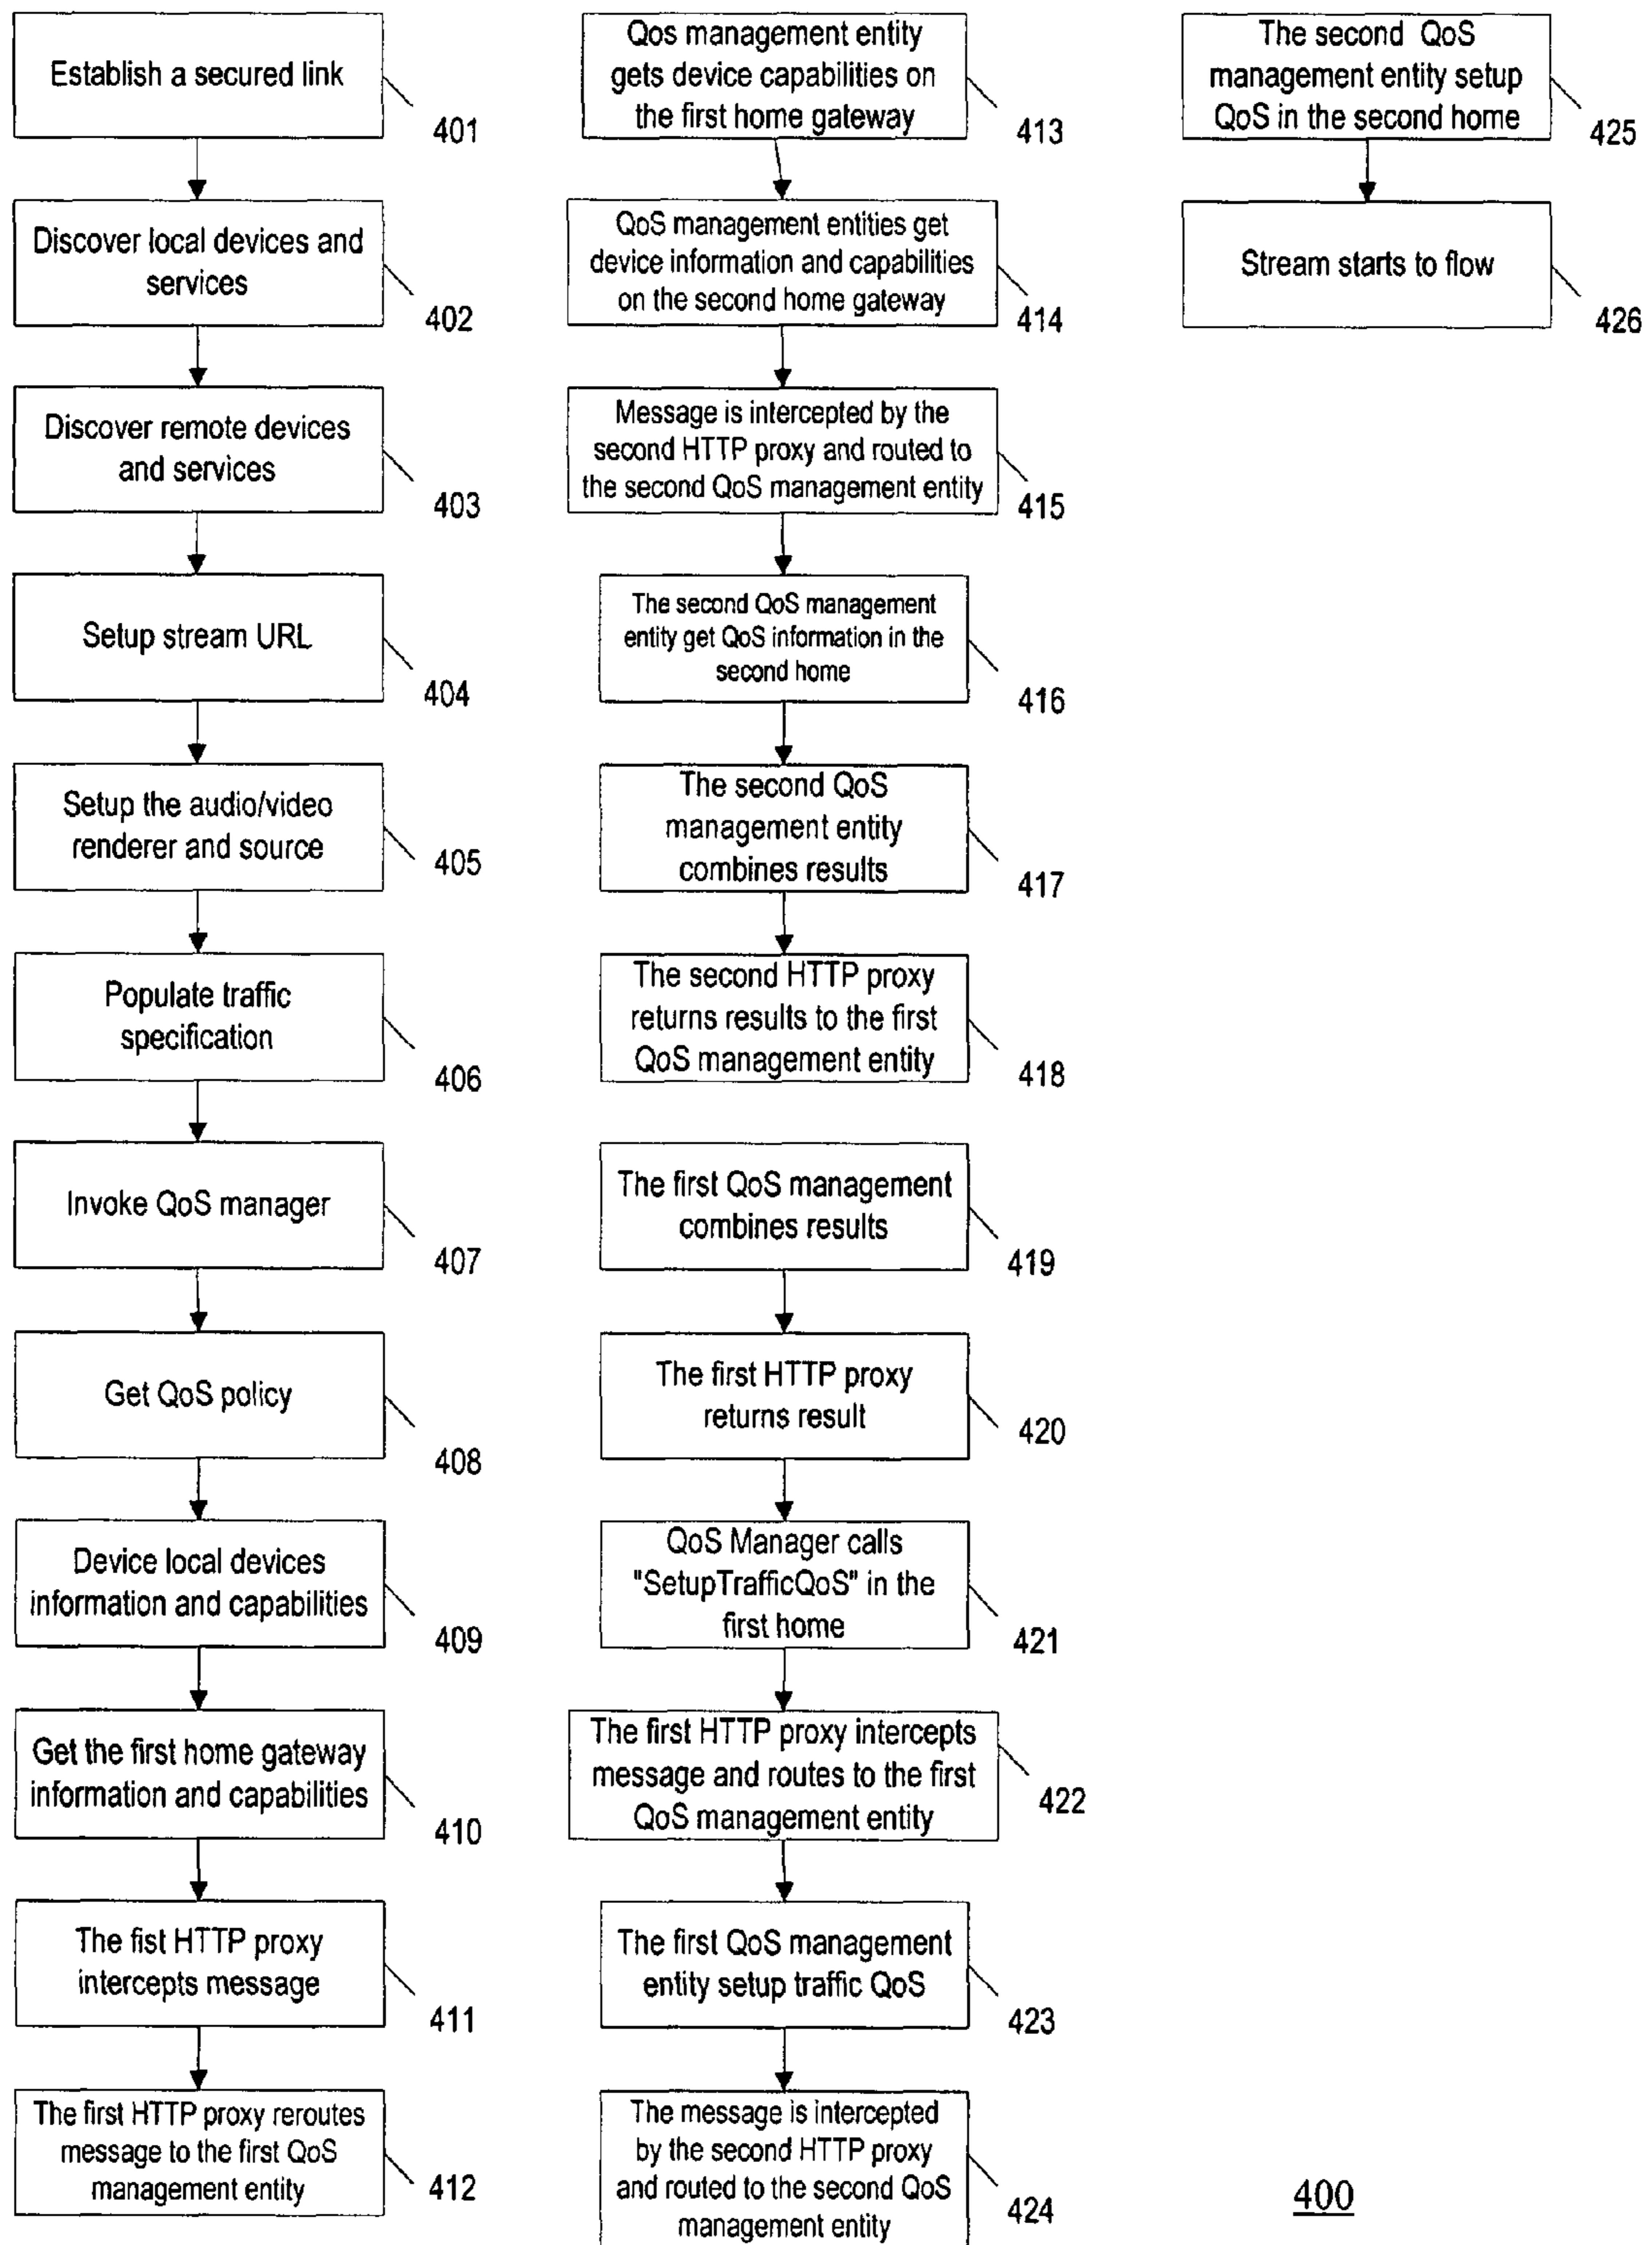 Establish a secured link
401
Discover local devices and
services
402
Discover remote devices
and services
403
Setup stream URL
404
Setup the audio/video
renderer and source
405
Populate traffic
specification
406
Invoke QoS manager
407
Get QoS policy
408
Device local devices
information and capabilities
409
Get the first home gateway
information and capabilities
410
The fist HTTP proxy
intercepts message
411
The first HTTP proxy reroutes
message to the first QoS
management entity
412
Qos management entity
gets device capabilities on
the first home gateway
413
QoS management entities get
device information and capabilities
on the second home gateway
414
Message is intercepted by the
second HTTP proxy and routed to
the second QoS management entity
415
The second QoS management
entity get QoS information in the
second home
416
The second QoS
management entity
combines results
417
The second HTTP proxy
returns results to the first
QoS management entity
418
The first QoS management
combines results
419
The first HTTP proxy
returns result
420
QoS Manager calls
"SetupTrafficQoS" in the
first home
421
The first HTTP proxy intercepts
message and routes to the first
QoS management entity
422
The first QoS management
entity setup traffic QoS
423
The message is intercepted
by the second HTTP proxy
and routed to the second QoS
management entity
424
The second QoS
management entity setup
QoS in the second home
425
Stream starts to flow
426
400